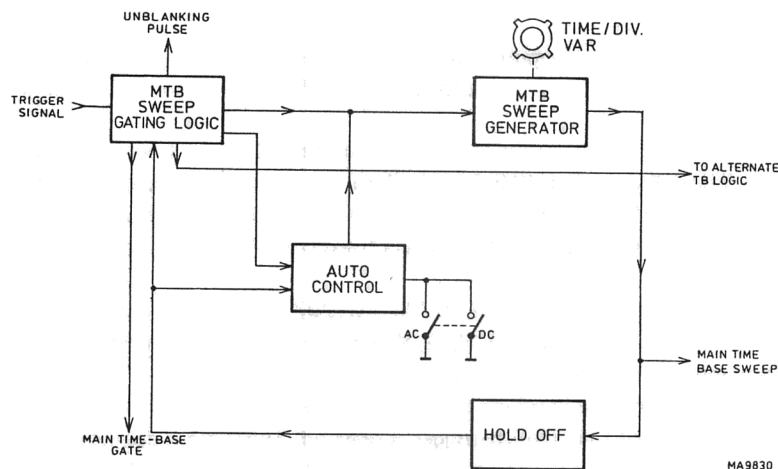 UNBLANKING
PULSE
TIME/DIV.
VAR
TRIGGER
SIGNAL
MTB
SWEEP
GATING LOGIC
MTB
SWEEP
GENERATOR
TO ALTERNATE
TB LOGIC
AUTO
CONTROL
AC
DC
MAIN TIME
BASE SWEEP
MAIN TIME-BASE
GATE
HOLD OFF
MA9830